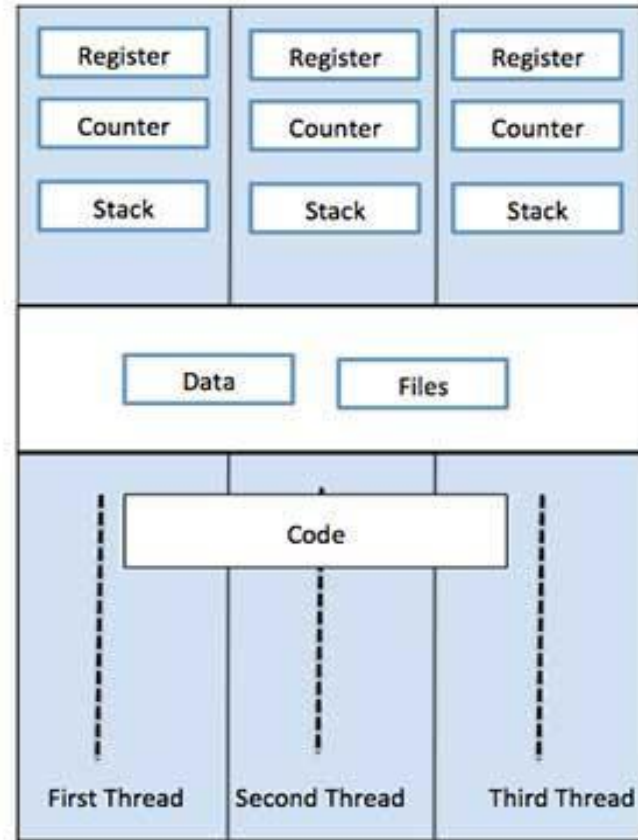 Register Register Register
Counter Counter Counter
Stack Stack Stack
Data Files
Code
First Thread Second Thread Third Thread